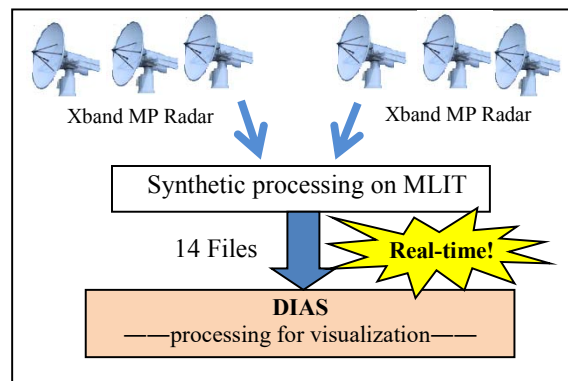 Xband MP Radar
Xband MP Radar
Synthetic processing on MLIT
14 Files
Real-time!
DIAS
——processing for visualization——